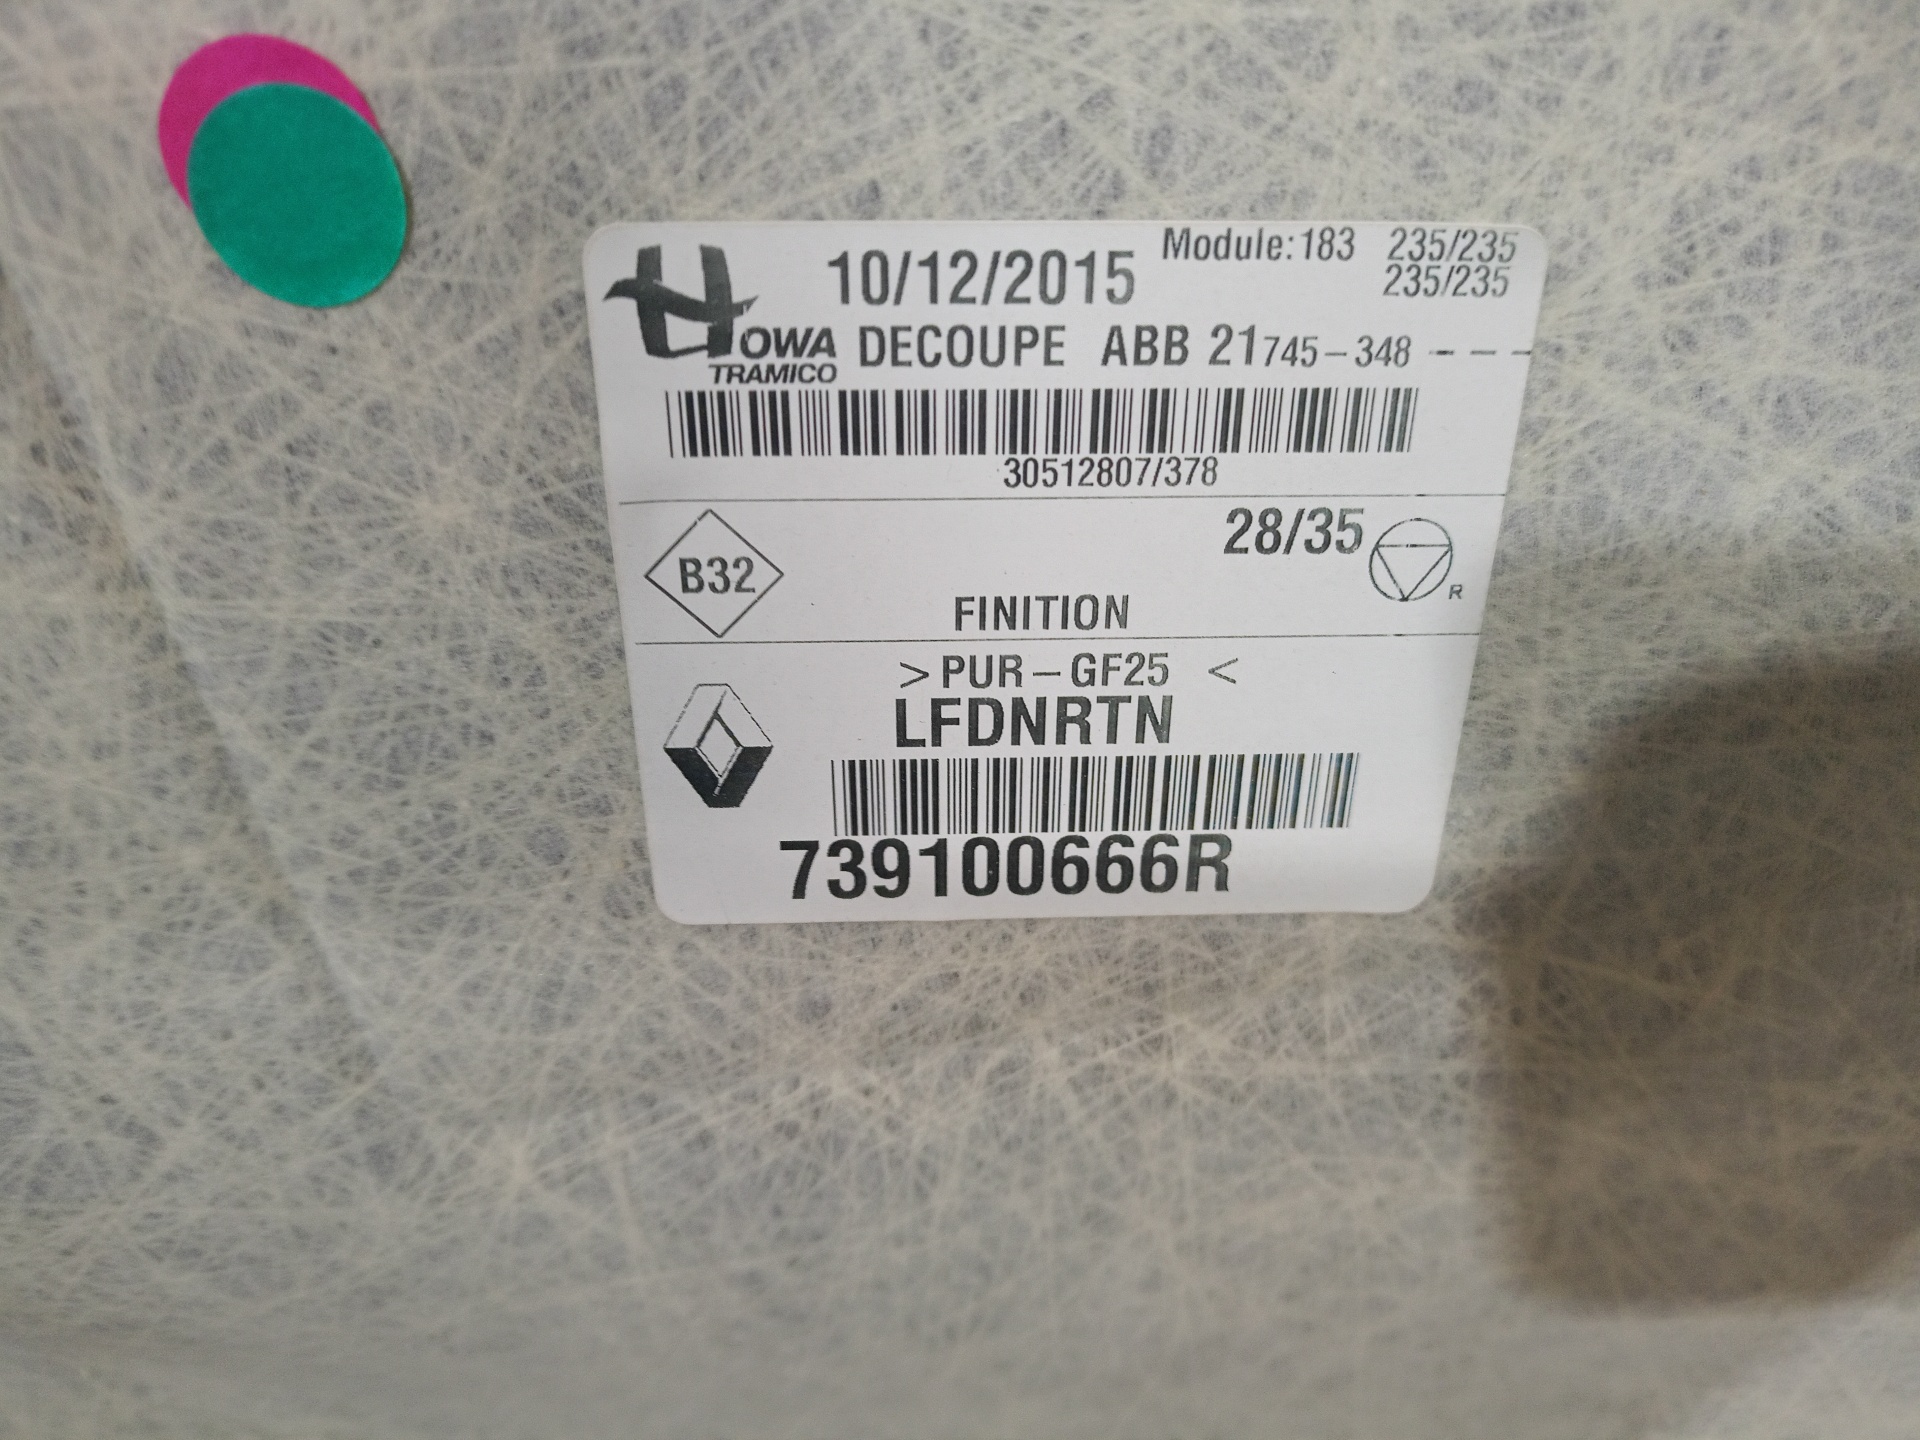 Module:183 235/235
10/12/2015 235/235
HOWA TRAMICO
DECOUPE ABB 21745-348 ---
30512807/378
B32
28/35
R
FINITION
>PUR-GF25 <
LFDNRTN
739100666R